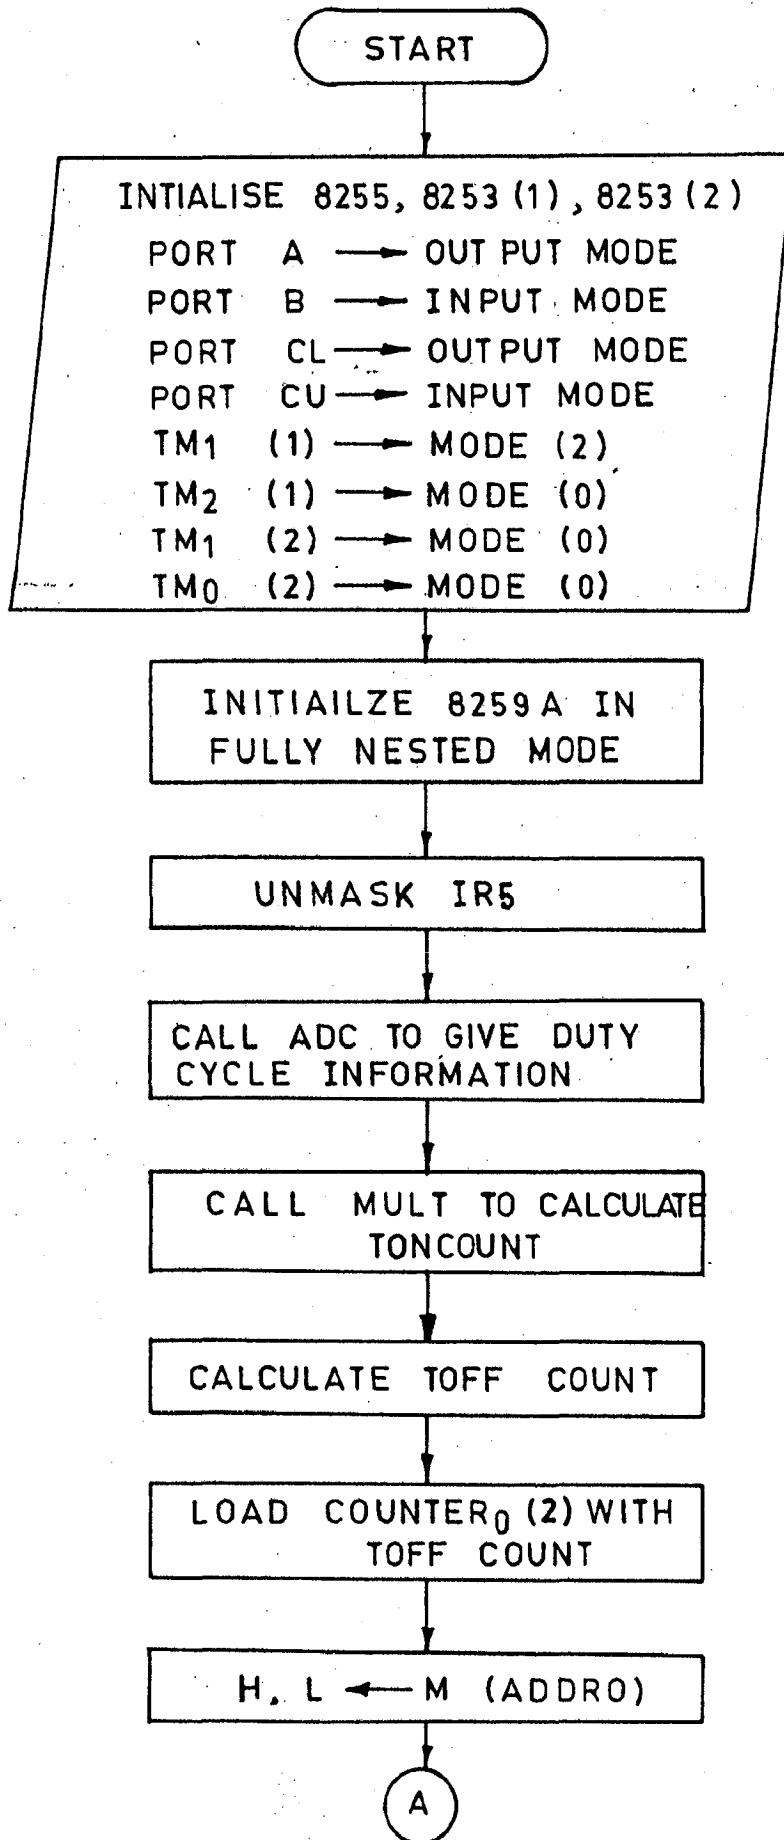 START
INTIALISE 8255, 8253 (1), 8253 (2)
PORT A → OUTPUT MODE
PORT B → INPUT MODE
PORT CL → OUTPUT MODE
PORT CU → INPUT MODE
TM1 (1) → MODE (2)
TM2 (1) → MODE (0)
TM1 (2) → MODE (0)
TM0 (2) → MODE (0)
INITIAILZE 8259A IN
FULLY NESTED MODE
UNMASK IR5
CALL ADC TO GIVE DUTY
CYCLE INFORMATION
CALL MULT TO CALCULATE
TONCOUNT
CALCULATE TOFF COUNT
LOAD COUNTER0 (2) WITH
TOFF COUNT
H, L ← M (ADDR0)
A